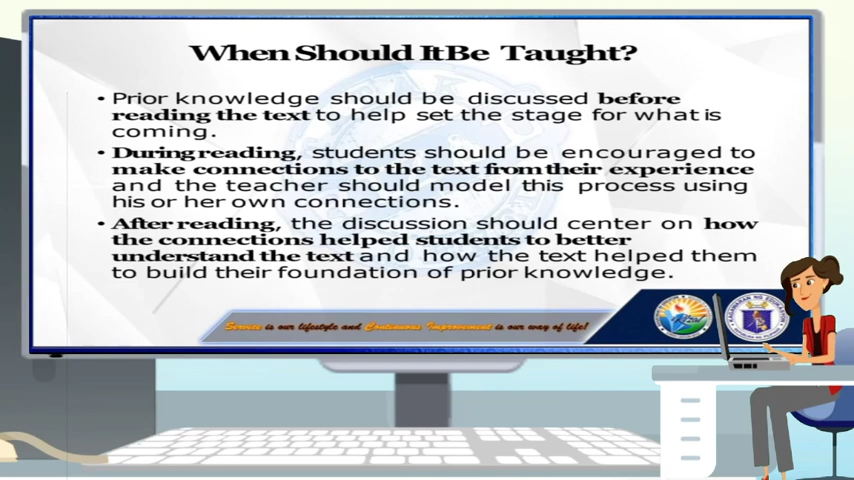 When Should It Be Taught?
• Prior knowledge should be discussed before
reading the text to help set the stage for what is
coming.
• During reading, students should be encouraged to
make connections to the text from their experience
and the teacher should model this process using
his or her own connections.
• After reading, the discussion should center on how
the connections helped students to better
understand the text and how the text helped them
to build their foundation of prior knowledge.
Service is our lifestyle and Continuous Improvement is our way of life!